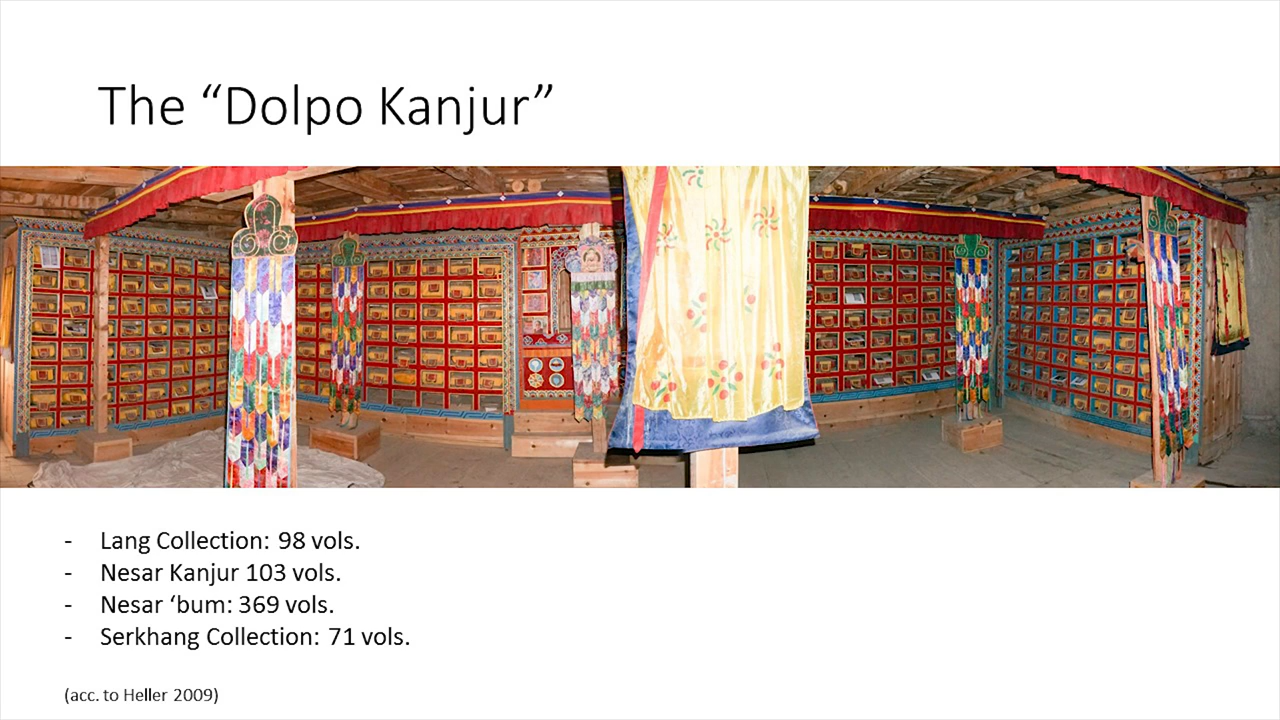 The “Dolpo Kanjur”
- Lang Collection: 98 vols.
- Nesar Kanjur 103 vols.
- Nesar ‘bum: 369 vols.
- Serkhang Collection: 71 vols.
(acc. to Heller 2009)